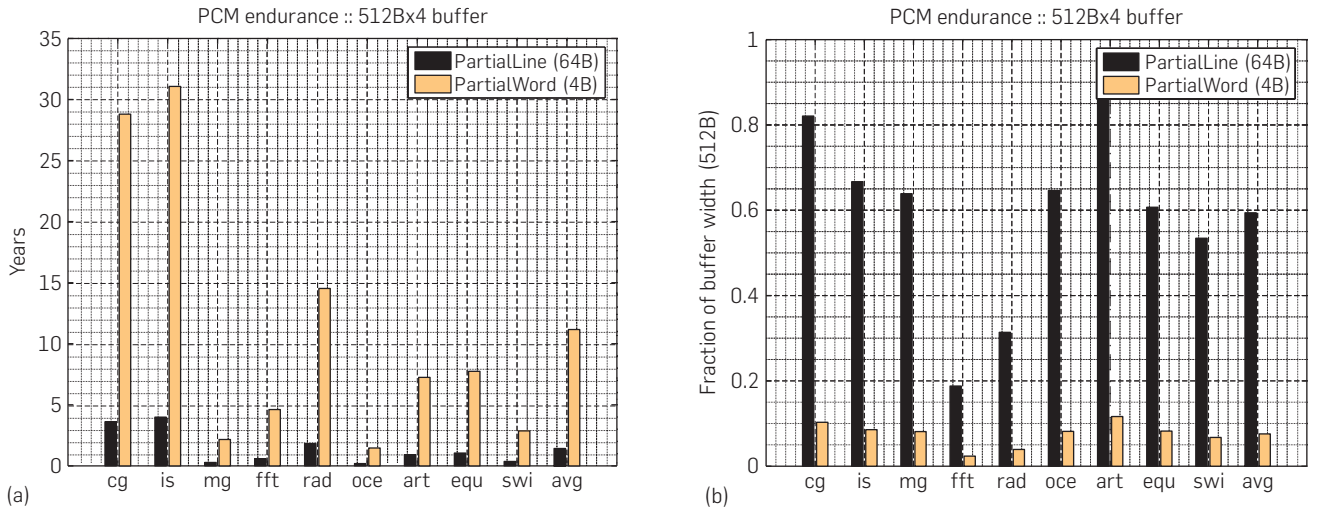 PCM endurance :: 512Bx4 buffer
35
30
25
20
15
10
5
0
Years
PartialLine (64B)
PartialWord (4B)
cg is mg fft rad oce art equ swi avg
(a)
PCM endurance :: 512Bx4 buffer
1
0.8
0.6
0.4
0.2
0
Fraction of buffer width (512B)
PartialLine (64B)
PartialWord (4B)
cg is mg fft rad oce art equ swi avg
(b)